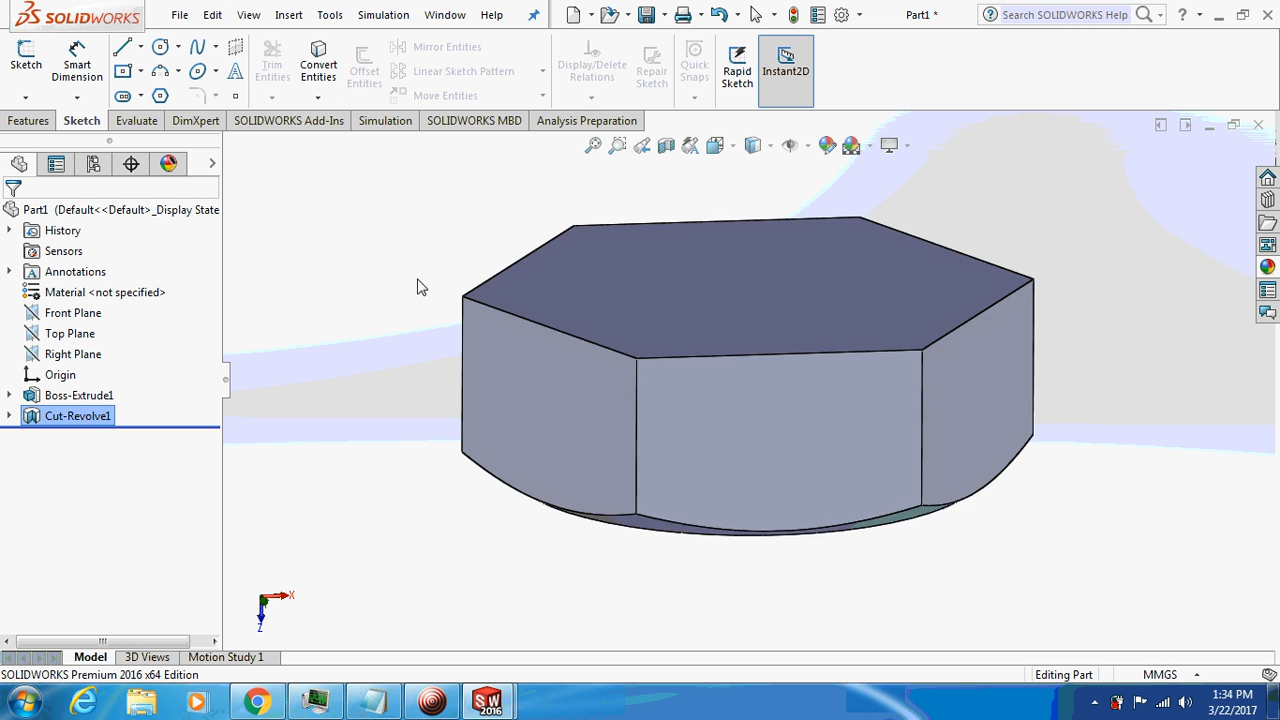 SOLIDWORKS File Edit View Insert Tools Simulation Window Help Part1 * Search SOLIDWORKS Help ?
Sketch Smart Dimension Trim Entities Convert Entities Offset Entities Mirror Entities Linear Sketch Pattern Move Entities Display/Delete Relations Repair Sketch Quick Snaps Rapid Sketch Instant2D
Features Sketch Evaluate DimXpert SOLIDWORKS Add-Ins Simulation SOLIDWORKS MBD Analysis Preparation
Part1 (Default<<Default>_Display State
History
Sensors
Annotations
Material <not specified>
Front Plane
Top Plane
Right Plane
Origin
Boss-Extrude1
Cut-Revolve1
X
Z
Model 3D Views Motion Study 1
SOLIDWORKS Premium 2016 x64 Edition Editing Part MMGS
SW 2016
1:34 PM
3/22/2017